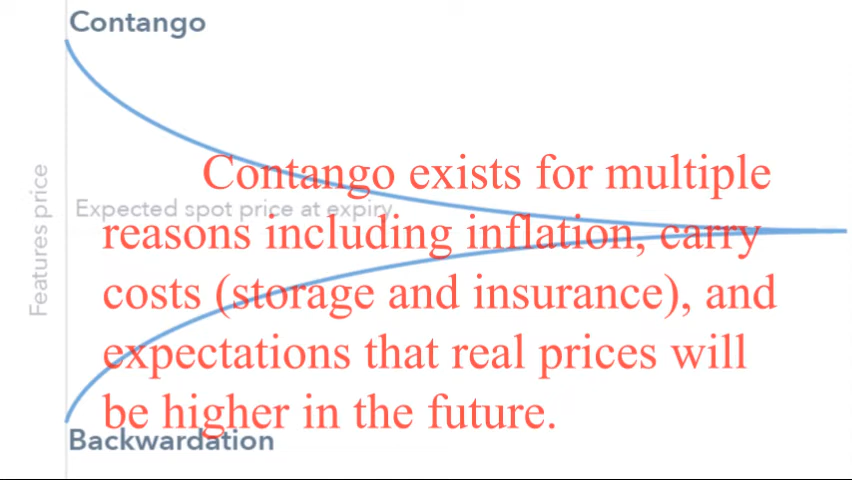 Contango
Features price
Expected spot price at expiry
Contango exists for multiple
reasons including inflation, carry
costs (storage and insurance), and
expectations that real prices will
be higher in the future.
Backwardation